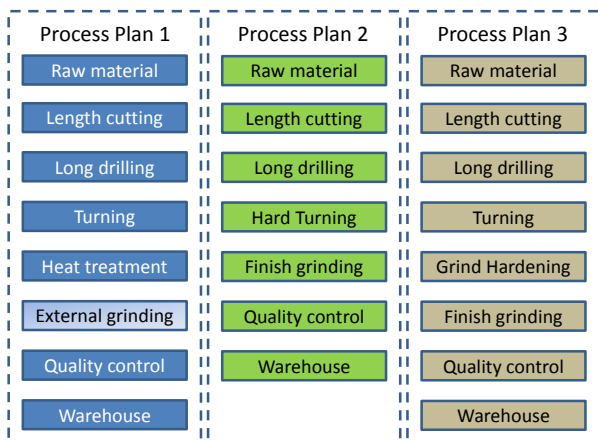 Process Plan 1
Raw material
Length cutting
Long drilling
Turning
Heat treatment
External grinding
Quality control
Warehouse
Process Plan 2
Raw material
Length cutting
Long drilling
Hard Turning
Finish grinding
Quality control
Warehouse
Process Plan 3
Raw material
Length cutting
Long drilling
Turning
Grind Hardening
Finish grinding
Quality control
Warehouse